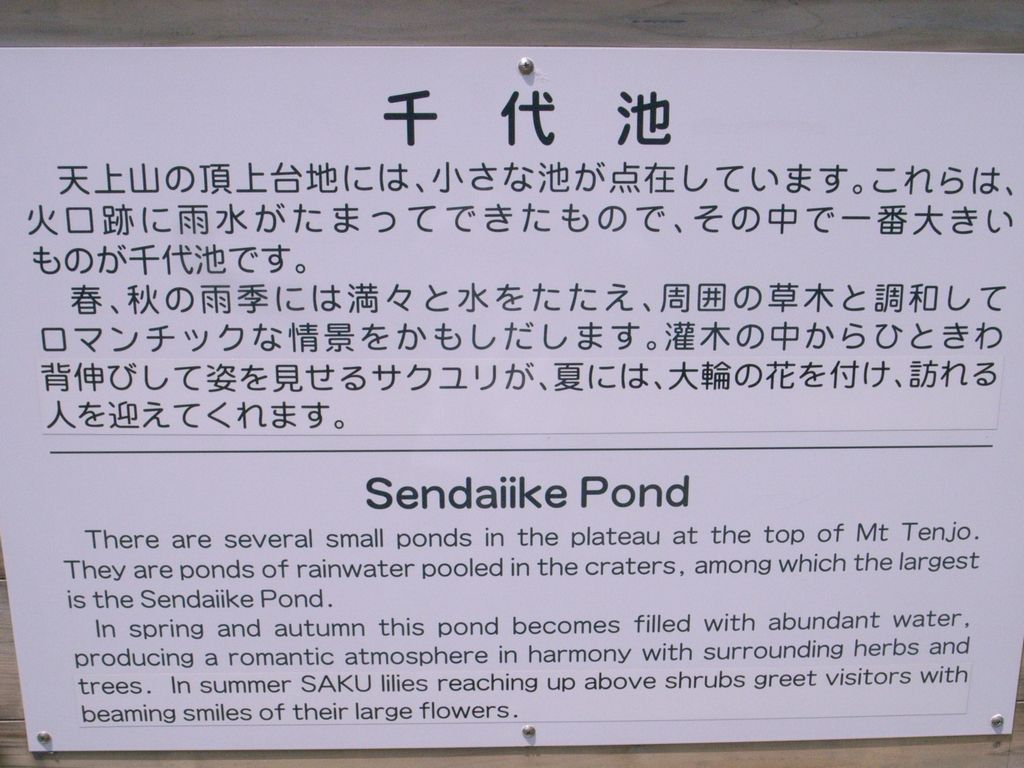 千代池
天上山の頂上台地には、小さな池が点在しています。これらは、
火口跡に雨水がたまってできたもので、その中で一番大きい
ものが千代池です。
春、秋の雨季には満々と水をたたえ、周囲の草木と調和して
ロマンチックな情景をかもしだします。灌木の中からひときわ
背伸びして姿を見せるサクユリが、夏には、大輪の花を付け、訪れる
人を迎えてくれます。
Sendaiike Pond
There are several small ponds in the plateau at the top of Mt Tenjo.
They are ponds of rainwater pooled in the craters, among which the largest
is the Sendaiike Pond.
In spring and autumn this pond becomes filled with abundant water,
producing a romantic atmosphere in harmony with surrounding herbs and
trees. In summer SAKU lilies reaching up above shrubs greet visitors with
beaming smiles of their large flowers.